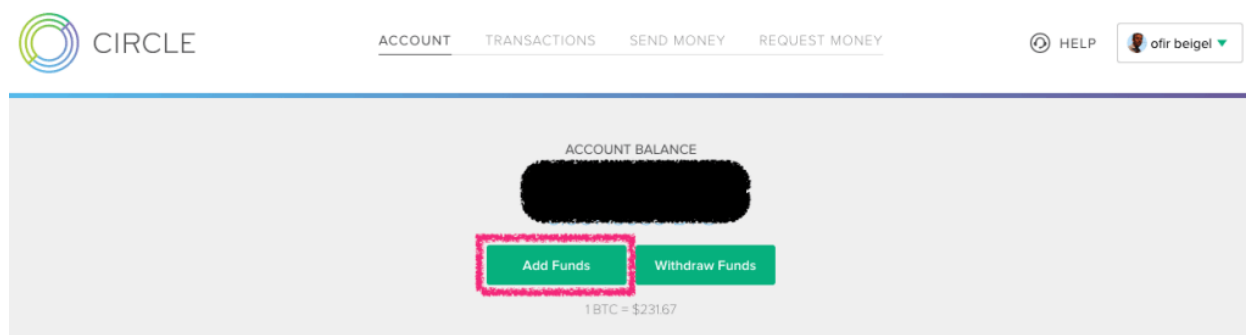 CIRCLE
ACCOUNT TRANSACTIONS SEND MONEY REQUEST MONEY
HELP
ofir beigel
ACCOUNT BALANCE
Add Funds Withdraw Funds
1 BTC = $231.67